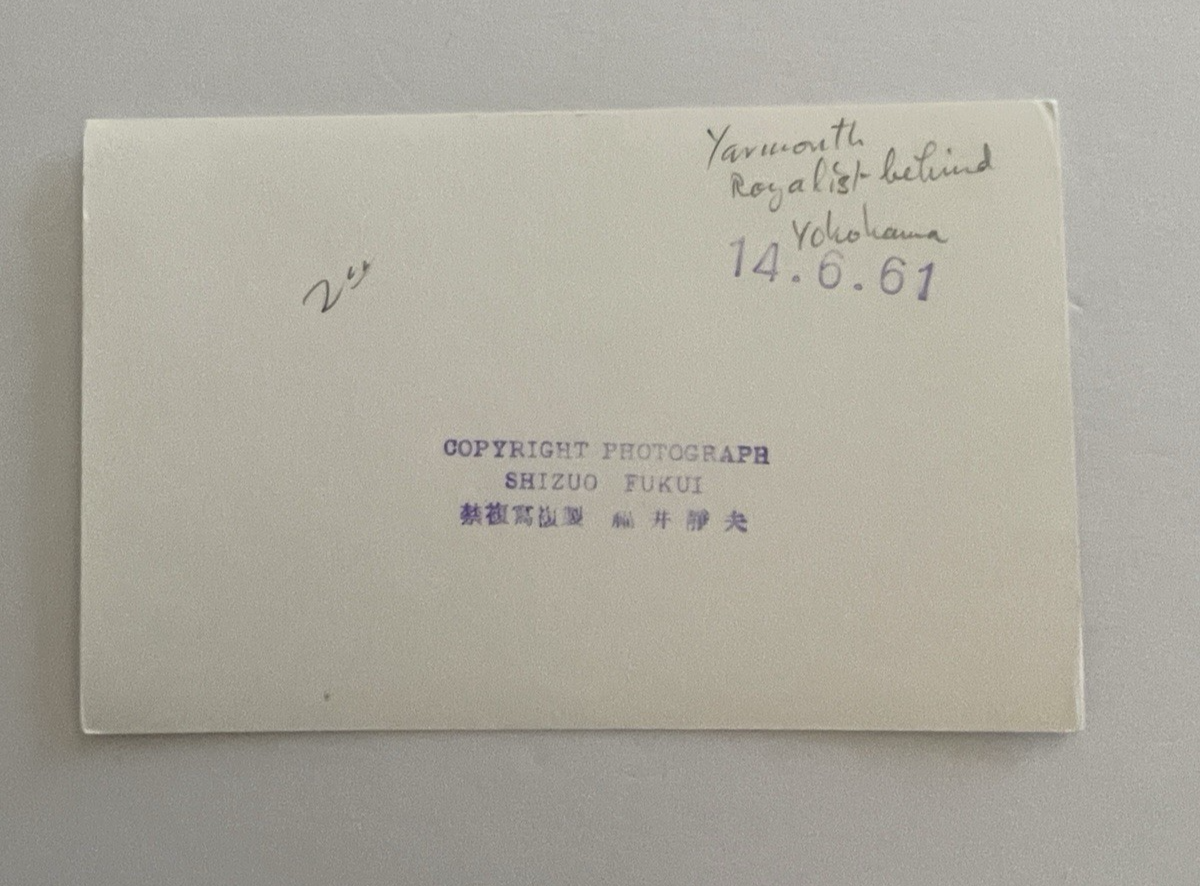 Yarmouth
Royalist behind
Yokohama
14.6.61
COPYRIGHT PHOTOGRAPH
SHIZUO FUKUI
禁複寫複製 福井靜夫